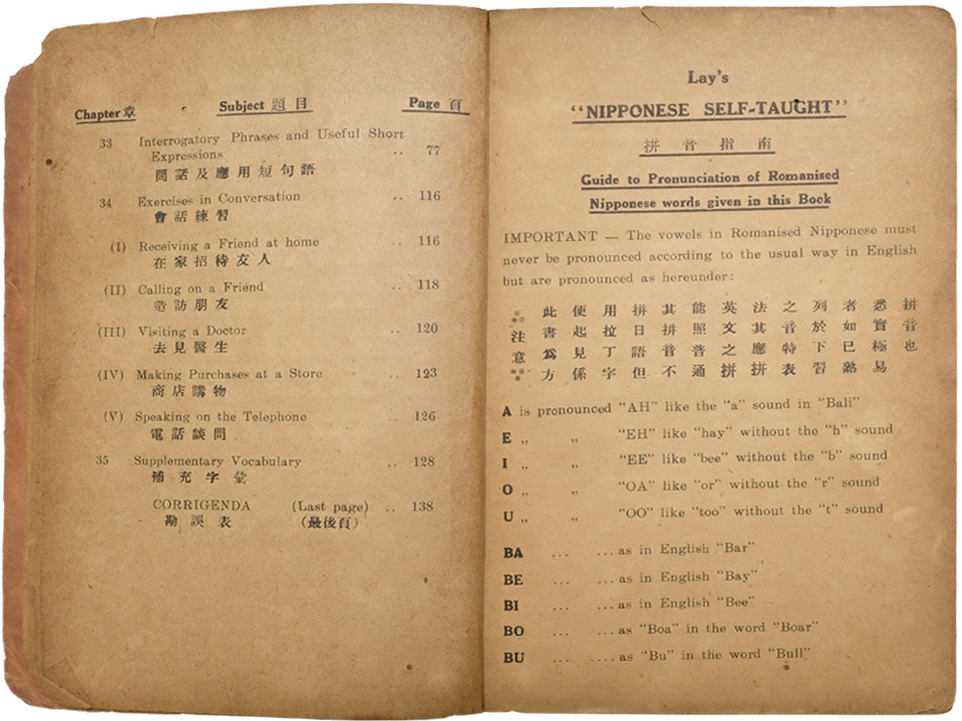 Chapter 章 Subject 題目 Page 頁
33 Interrogatory Phrases and Useful Short
Expressions .. 77
問話及應用短句語
34 Exercises in Conversation .. 116
會話練習
(I) Receiving a Friend at home .. 116
在家招待友人
(II) Calling on a Friend .. 118
造訪朋友
(III) Visiting a Doctor .. 120
去見醫生
(IV) Making Purchases at a Store .. 123
商店購物
(V) Speaking on the Telephone .. 126
電話談問
35 Supplementary Vocabulary .. 128
補充字彙
CORRIGENDA (Last page) .. 138
勘誤表 (最後頁)
Lay's
"NIPPONESE SELF-TAUGHT"
拼音指南
Guide to Pronunciation of Romanised
Nipponese words given in this Book
IMPORTANT — The vowels in Romanised Nipponese must
never be pronounced according to the usual way in English
but are pronounced as hereunder:
注意
此書爲方
便起見係
用拉丁字
拼日語但
其拼音不
能照普通
英文之拼
法其應拼
之音特表
列於下習
者如已熟
悉實極易
拼音也
A is pronounced "AH" like the "a" sound in "Bali"
E „ „ "EH" like "hay" without the "h" sound
I „ „ "EE" like "bee" without the "b" sound
O „ „ "OA" like "or" without the "r" sound
U „ „ "OO" like "too" without the "t" sound
BA ... ... as in English "Bar"
BE ... ... as in English "Bay"
BI ... ... as in English "Bee"
BO ... ... as "Boa" in the word "Boar"
BU ... .... as "Bu" in the word "Bull"